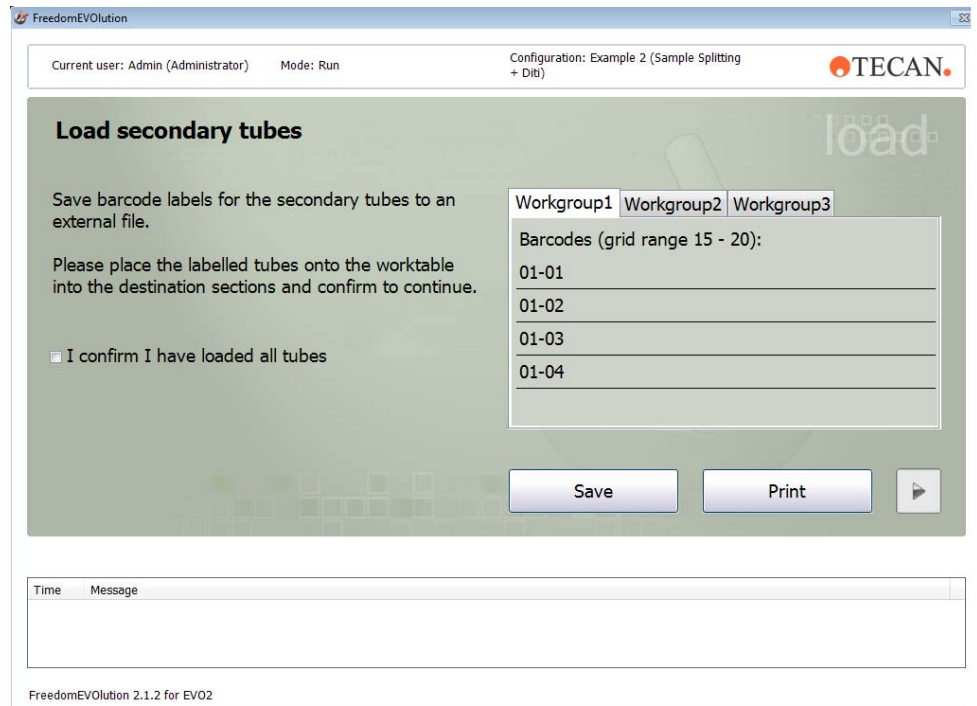 FreedomEVOlution
Current user: Admin (Administrator) Mode: Run
Configuration: Example 2 (Sample Splitting
+ Diti)
TECAN.
Load secondary tubes
load
Save barcode labels for the secondary tubes to an
external file.
Please place the labelled tubes onto the worktable
into the destination sections and confirm to continue.
I confirm I have loaded all tubes
Workgroup1 Workgroup2 Workgroup3
Barcodes (grid range 15 - 20):
01-01
01-02
01-03
01-04
Save Print
Time Message
FreedomEVOlution 2.1.2 for EVO2